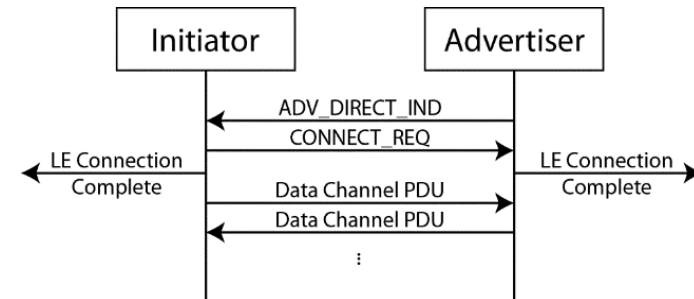 Initiator
Advertiser
ADV_DIRECT_IND
CONNECT_REQ
LE Connection
Complete
LE Connection
Complete
Data Channel PDU
Data Channel PDU
...